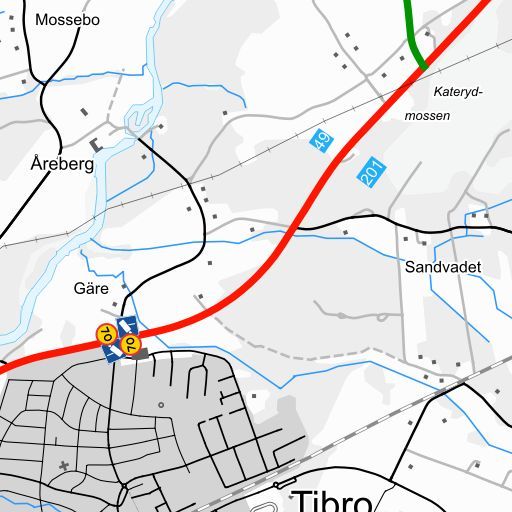 Mossebo
Kateryd-
mossen
49
201
Åreberg
Sandvadet
Gäre
70
70
Tibro